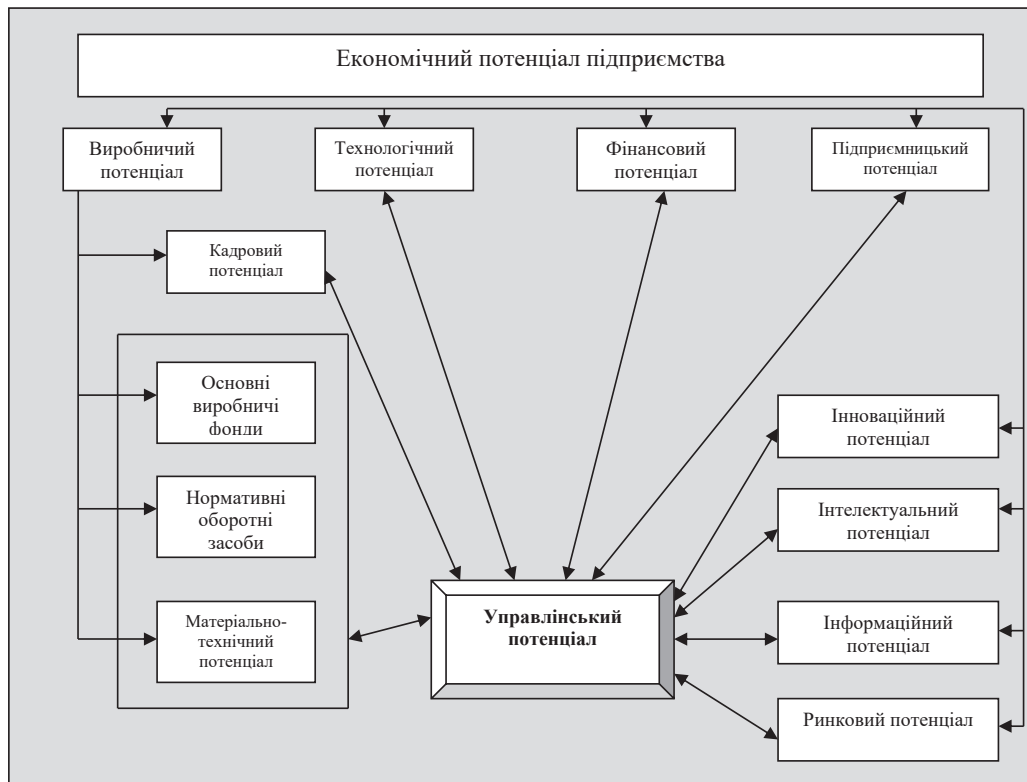 Економічний потенціал підприємства
Виробничий
потенціал
Технологічний
потенціал
Фінансовий
потенціал
Підприємницький
потенціал
Кадровий
потенціал
Основні
виробничі
фонди
Нормативні
оборотні
засоби
Матеріально-
технічний
потенціал
Управлінський
потенціал
Інноваційний
потенціал
Інтелектуальний
потенціал
Інформаційний
потенціал
Ринковий потенціал